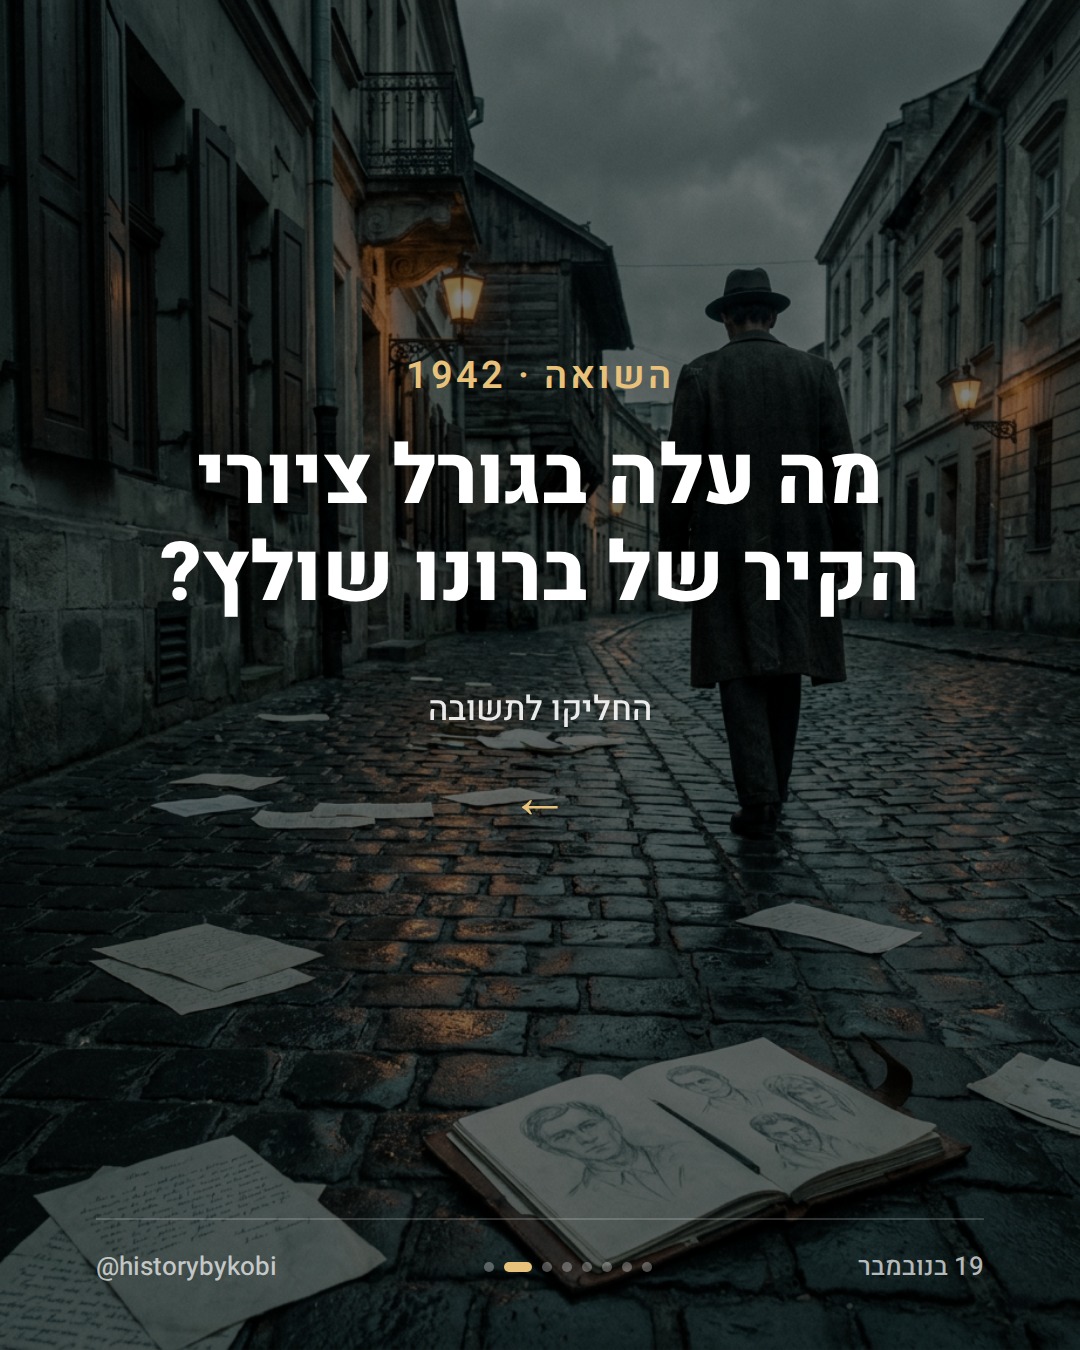 השואה · 1942
מה עלה בגורל ציורי
הקיר של ברונו שולץ?
החליקו לתשובה
←
19 בנובמבר
@historybykobi